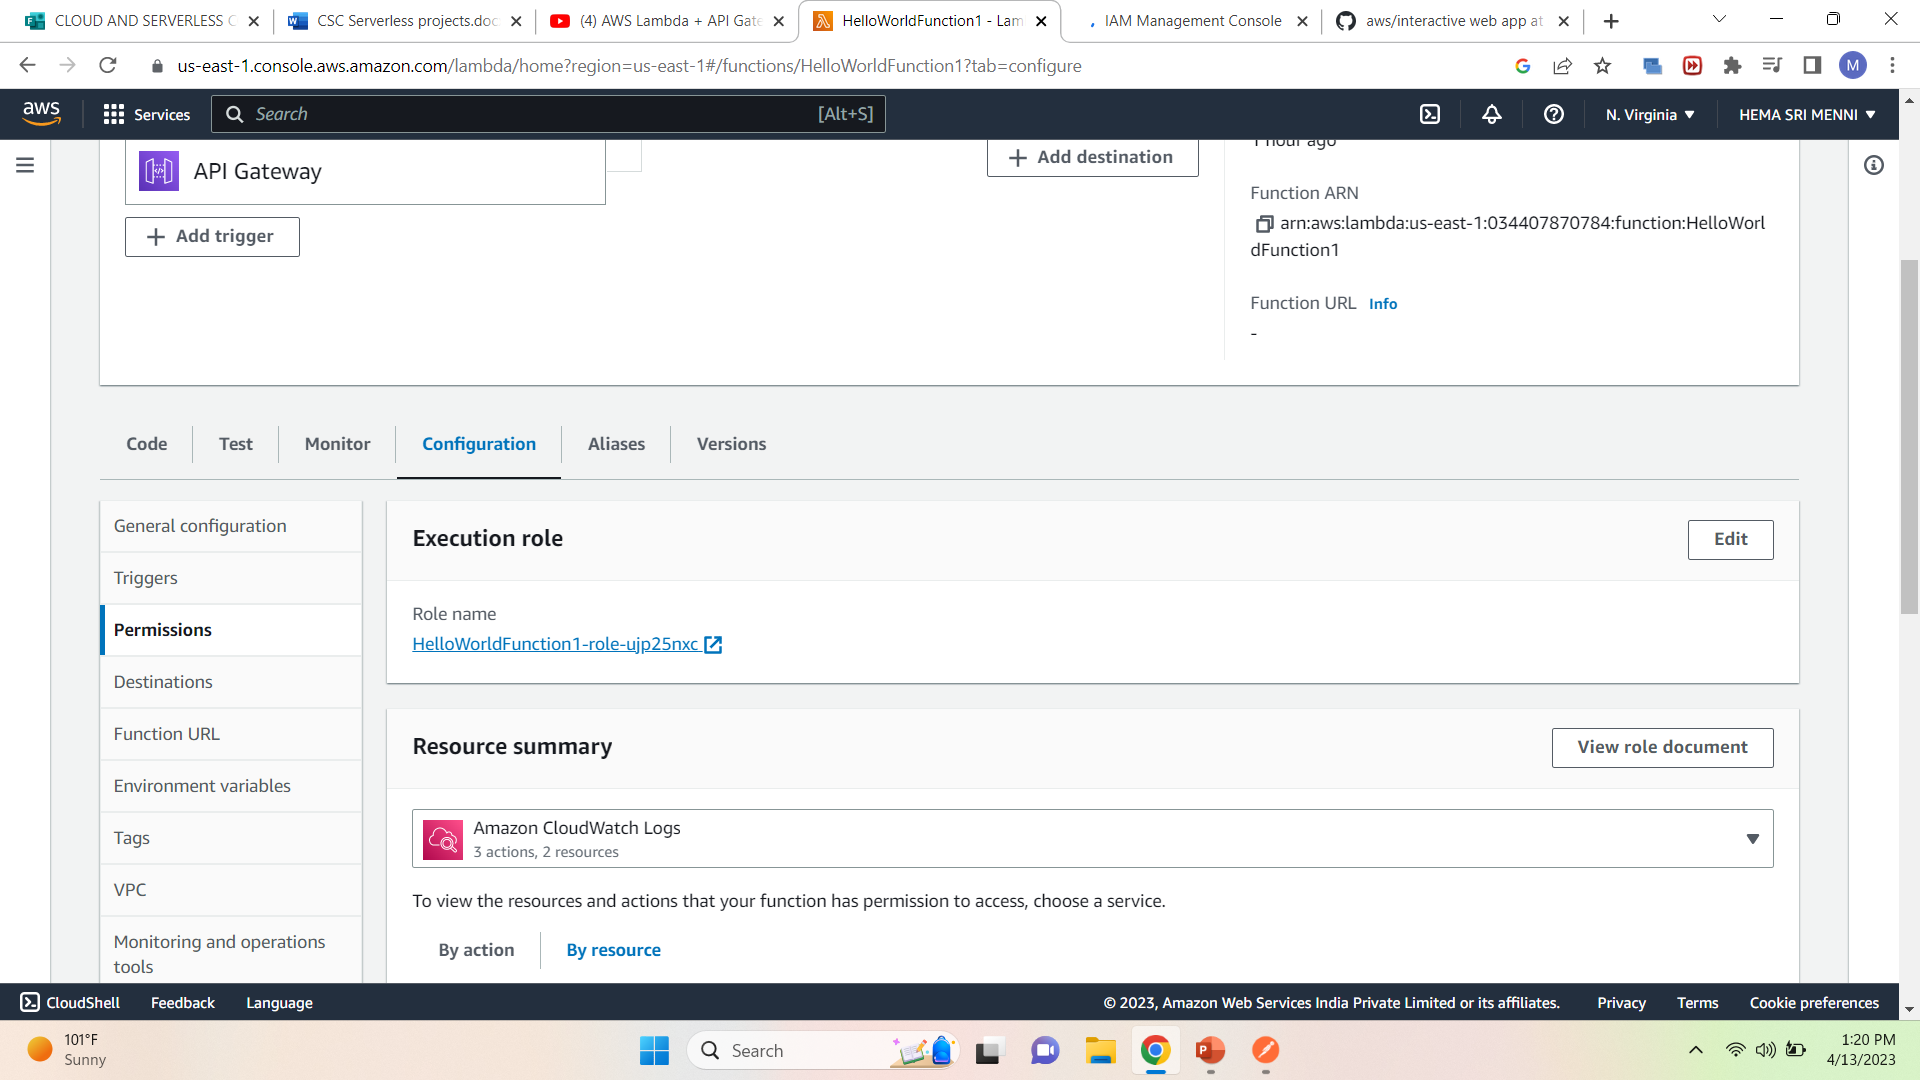 CLOUD AND SERVERLESS C
CSC Serverless projects.doc
(4) AWS Lambda + API Gate
HelloWorldFunction1 - Lam
IAM Management Console
aws/interactive web app at
us-east-1.console.aws.amazon.com/lambda/home?region=us-east-1#/functions/HelloWorldFunction1?tab=configure
M
aws
Services
Search
[Alt+S]
N. Virginia
HEMA SRI MENNI
API Gateway
Add destination
1 hour ago
Add trigger
Function ARN
arn:aws:lambda:us-east-1:034407870784:function:HelloWorl
dFunction1
Function URL Info
-
Code
Test
Monitor
Configuration
Aliases
Versions
General configuration
Triggers
Permissions
Destinations
Function URL
Environment variables
Tags
VPC
Monitoring and operations
tools
Execution role
Edit
Role name
HelloWorldFunction1-role-ujp25nxc
Resource summary
View role document
Amazon CloudWatch Logs
3 actions, 2 resources
To view the resources and actions that your function has permission to access, choose a service.
By action
By resource
CloudShell
Feedback
Language
© 2023, Amazon Web Services India Private Limited or its affiliates.
Privacy
Terms
Cookie preferences
101°F
Sunny
Search
1:20 PM
4/13/2023